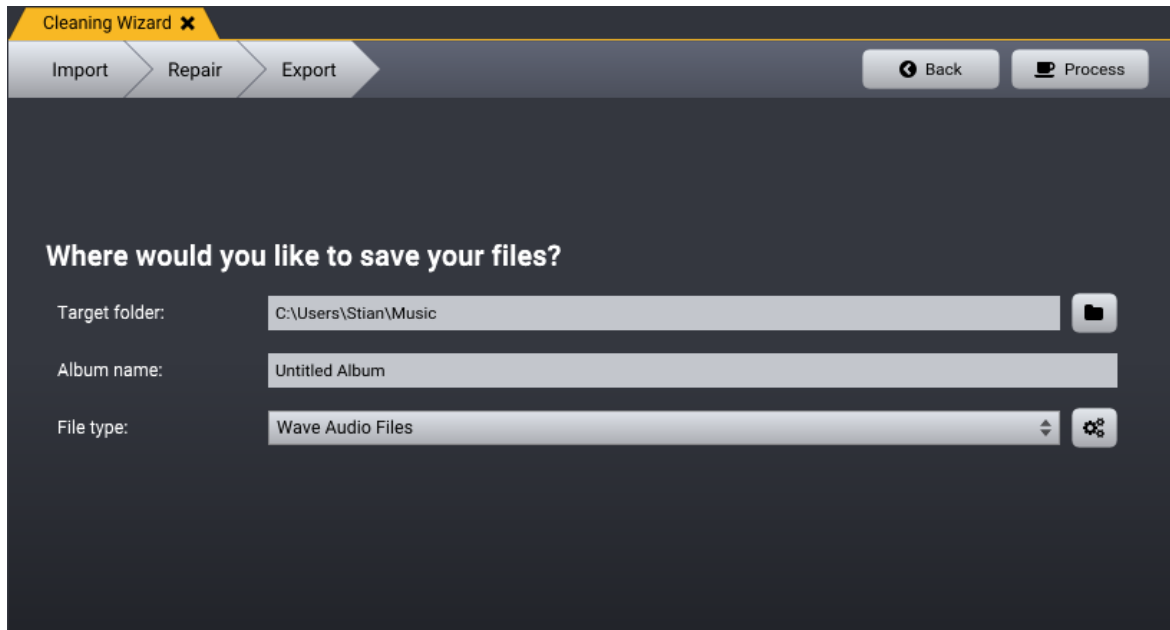 Cleaning Wizard
Import Repair Export Back Process
Where would you like to save your files?
Target folder: C:\Users\Stian\Music
Album name: Untitled Album
File type: Wave Audio Files